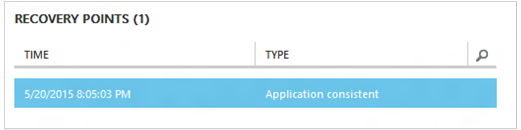 RECOVERY POINTS (1)
TIME TYPE
5/20/2015 8:05:03 PM Application consistent